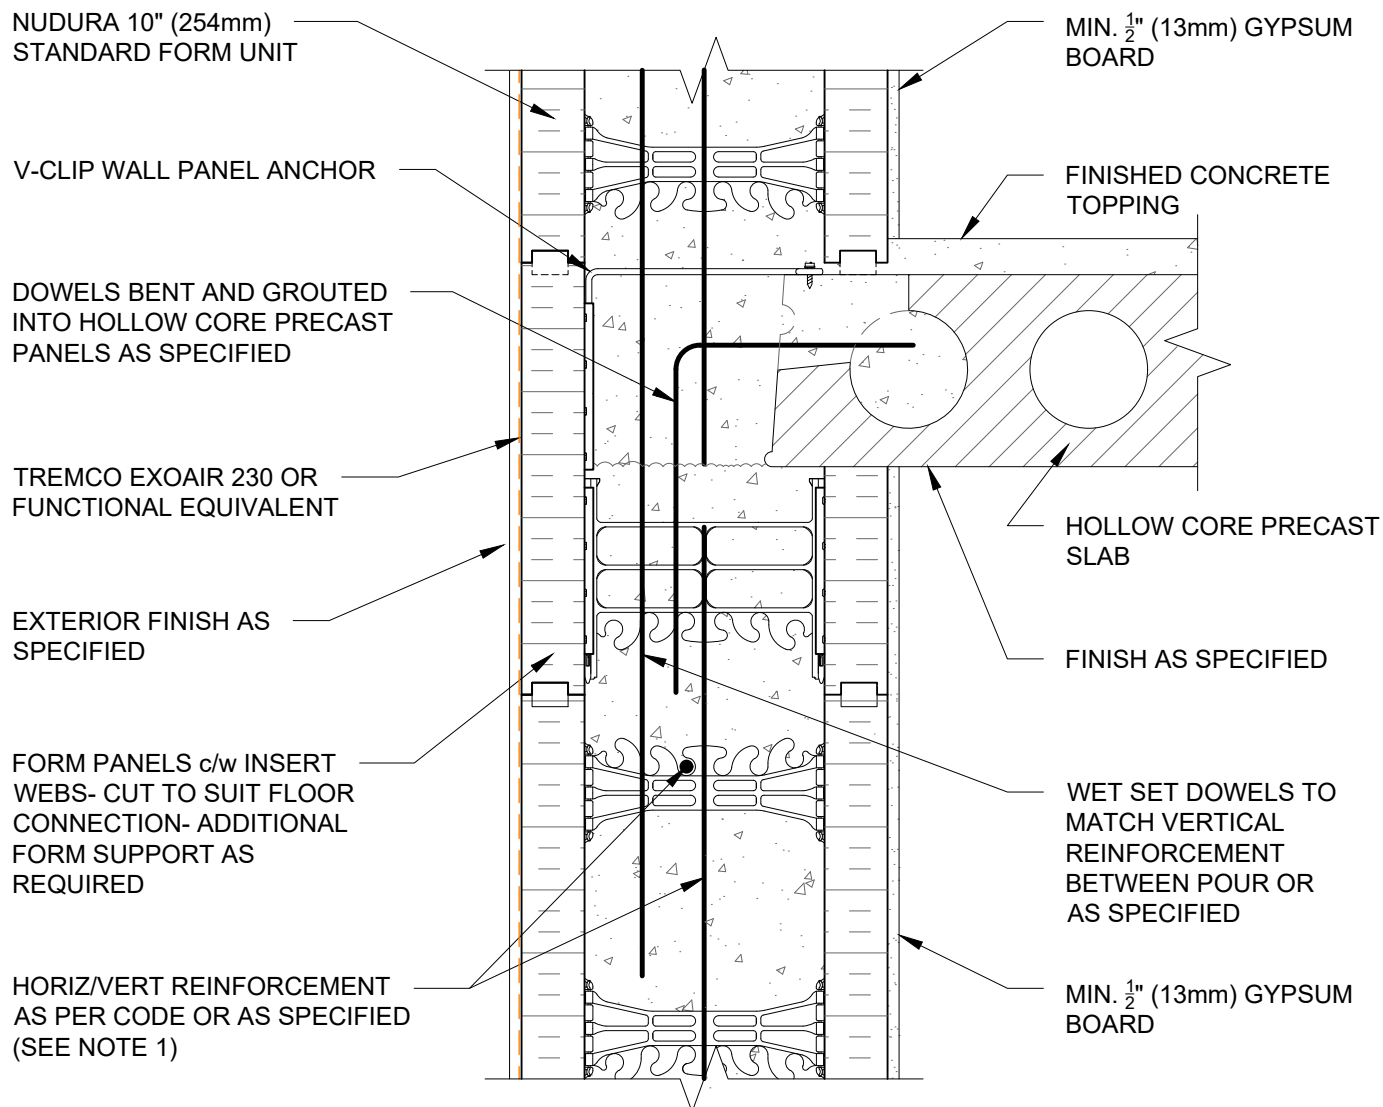 NUDURA 10" (254mm)
STANDARD FORM UNIT
V-CLIP WALL PANEL ANCHOR
DOWELS BENT AND GROUTED
INTO HOLLOW CORE PRECAST
PANELS AS SPECIFIED
TREMCO EXOAIR 230 OR
FUNCTIONAL EQUIVALENT
EXTERIOR FINISH AS
SPECIFIED
FORM PANELS c/w INSERT
WEBS- CUT TO SUIT FLOOR
CONNECTION- ADDITIONAL
FORM SUPPORT AS
REQUIRED
HORIZ/VERT REINFORCEMENT
AS PER CODE OR AS SPECIFIED
(SEE NOTE 1)
MIN. 1/2" (13mm) GYPSUM
BOARD
FINISHED CONCRETE
TOPPING
HOLLOW CORE PRECAST
SLAB
FINISH AS SPECIFIED
WET SET DOWELS TO
MATCH VERTICAL
REINFORCEMENT
BETWEEN POUR OR
AS SPECIFIED
MIN. 1/2" (13mm) GYPSUM
BOARD